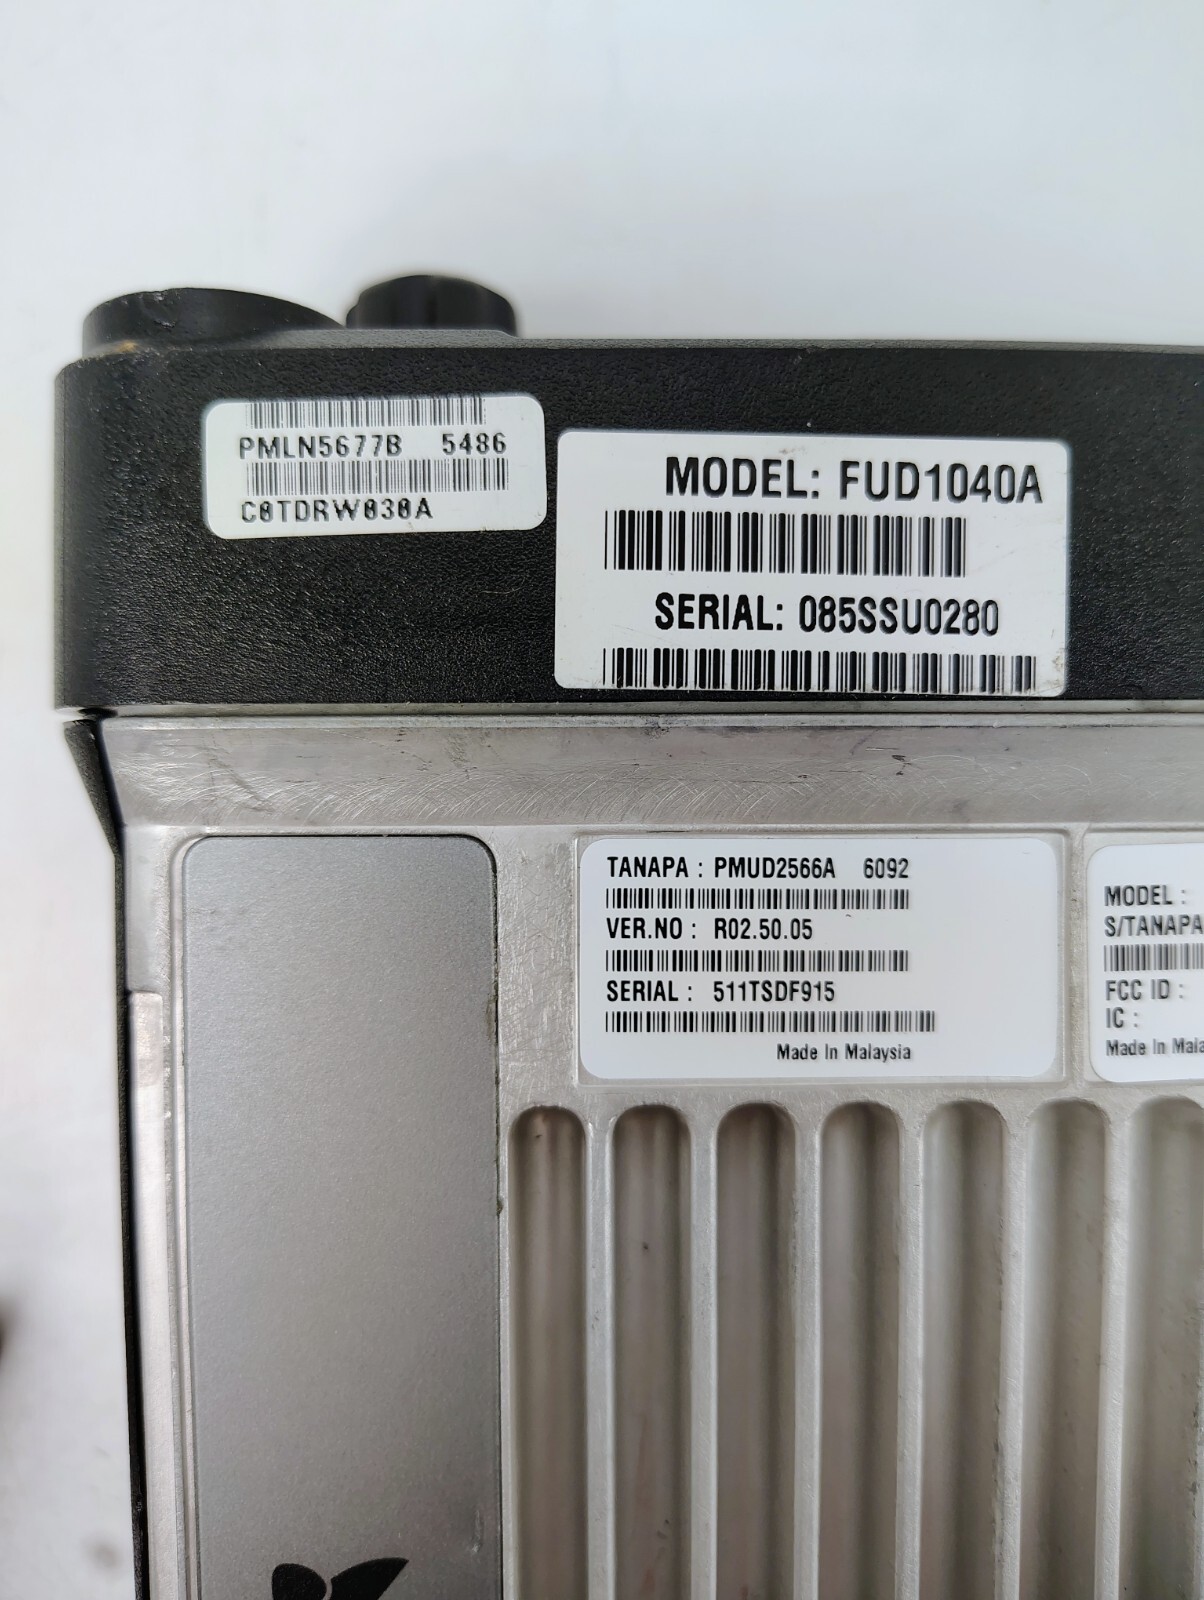 PMLN5677B 5486
C0TDRW030A
MODEL: FUD1040A
SERIAL: 085SSU0280
TANAPA : PMUD2566A 6092
VER.NO : R02.50.05
SERIAL : 511TSDF915
Made In Malaysia
MODEL :
S/TANAPA
FCC ID :
IC :
Made In Mala